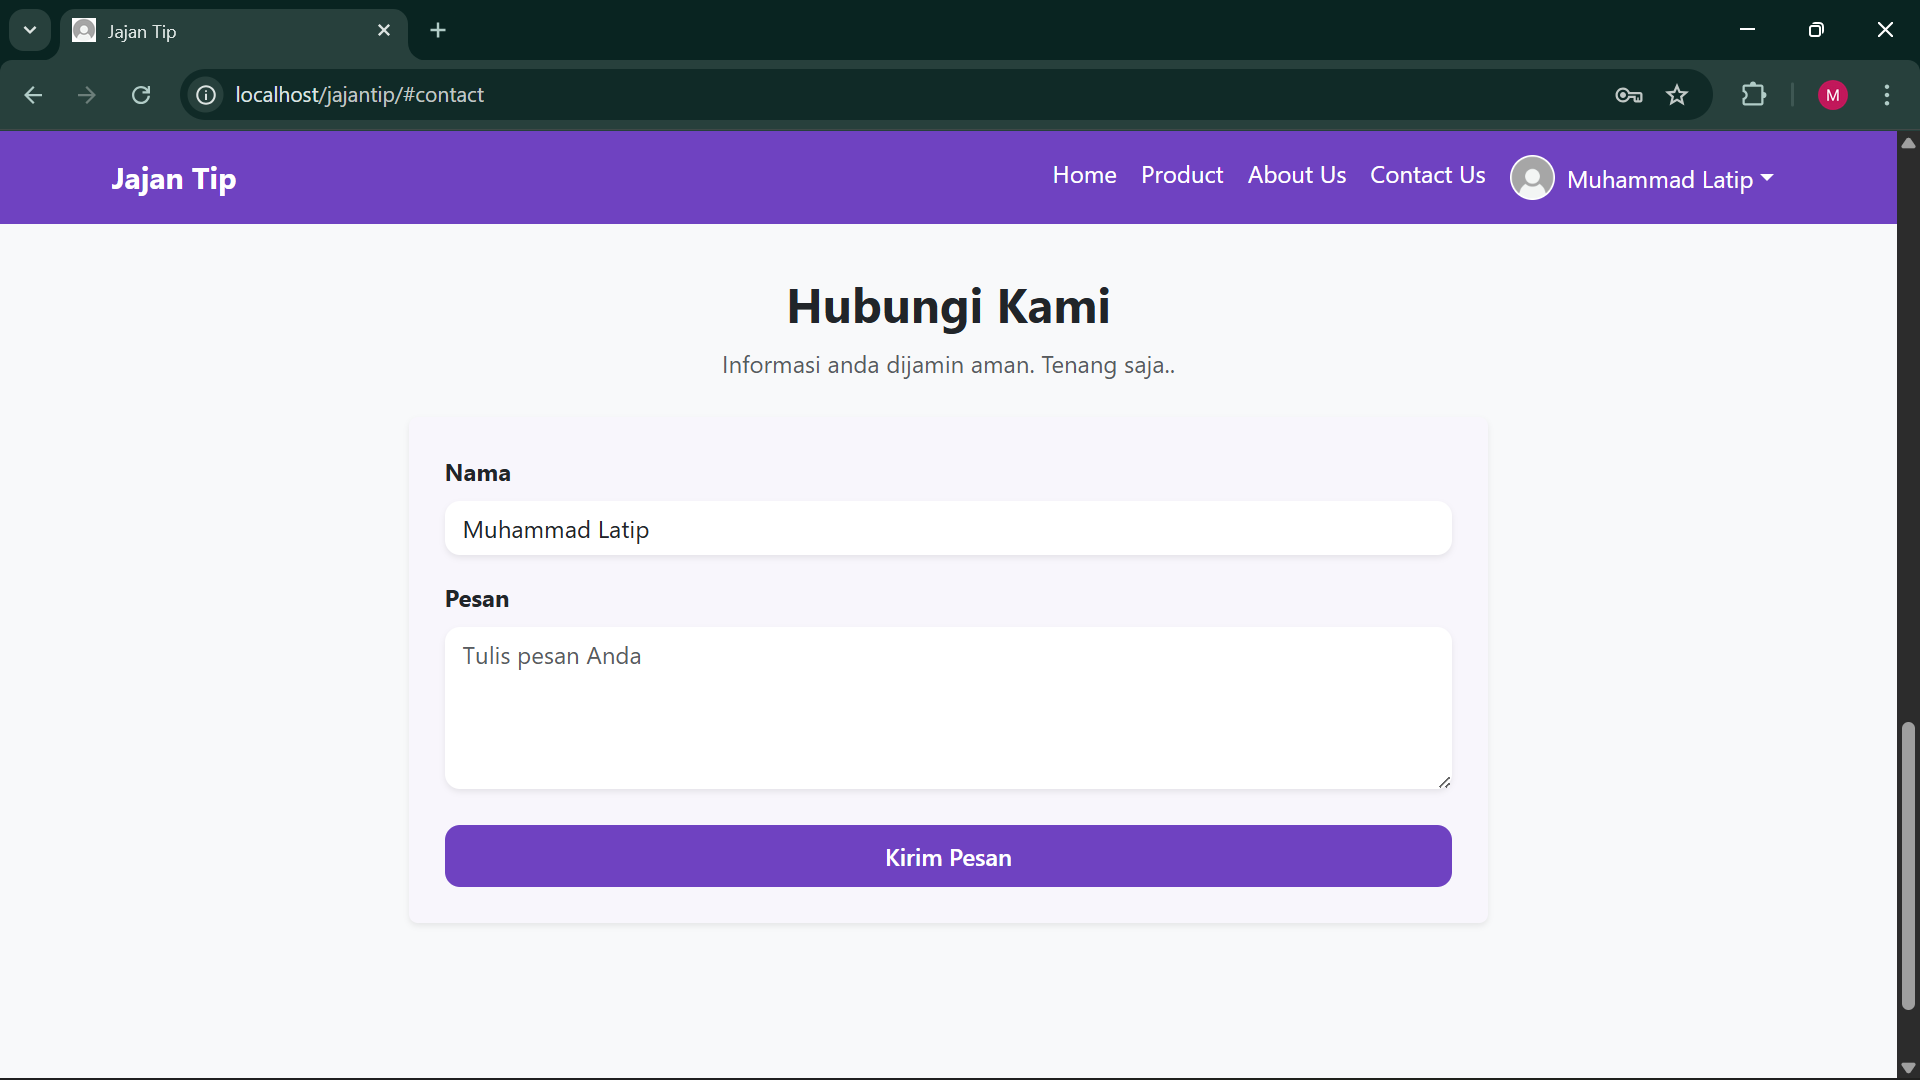 Jajan Tip
localhost/jajantip/#contact
M
Jajan Tip
Home Product About Us Contact Us Muhammad Latip
Hubungi Kami
Informasi anda dijamin aman. Tenang saja..
Nama
Muhammad Latip
Pesan
Tulis pesan Anda
Kirim Pesan